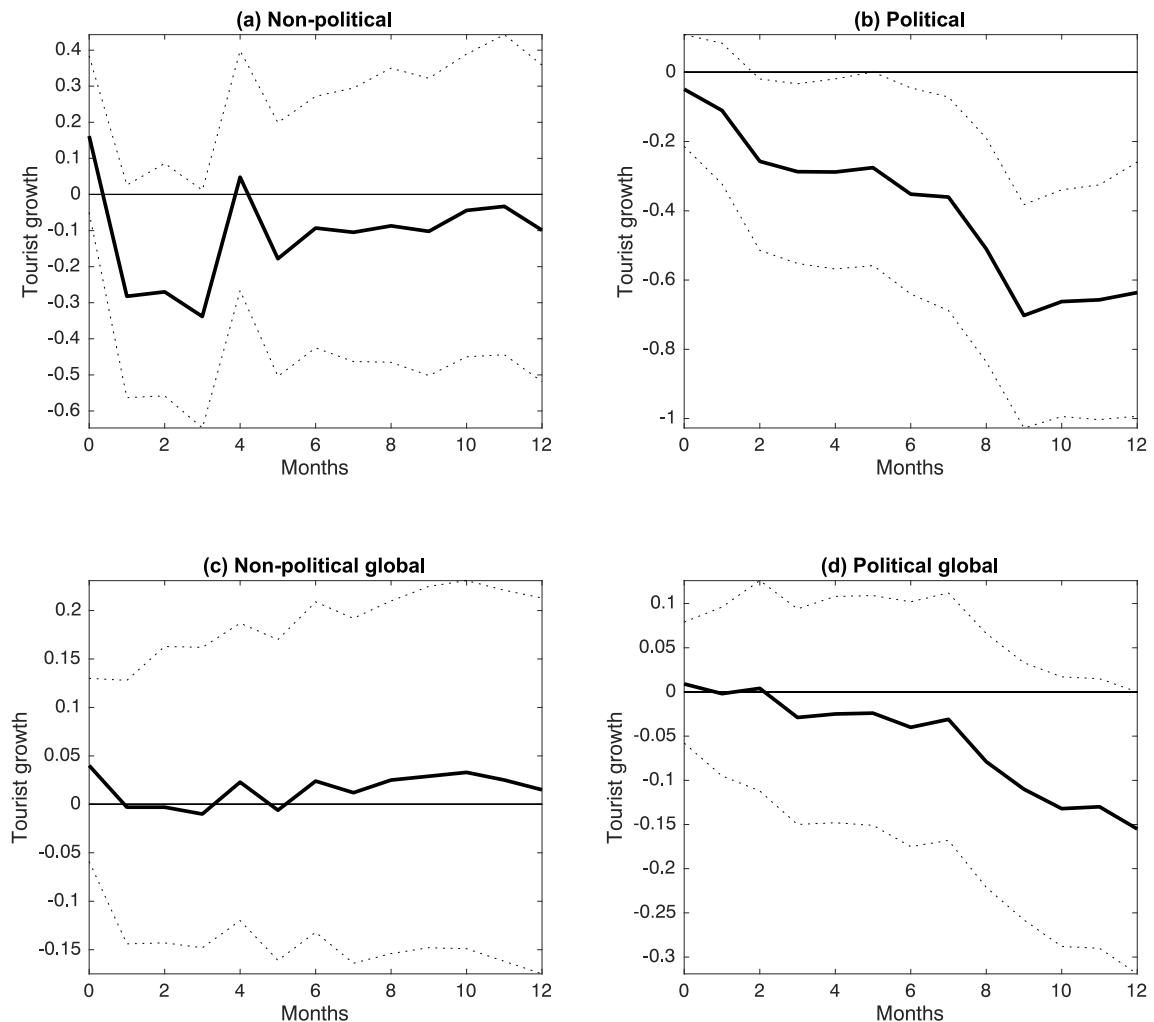 (a) Non-political
Tourist growth
0.4
0.3
0.2
0.1
0
-0.1
-0.2
-0.3
-0.4
-0.5
-0.6
0 2 4 6 8 10 12
Months
(b) Political
Tourist growth
0
-0.2
-0.4
-0.6
-0.8
-1
0 2 4 6 8 10 12
Months
(c) Non-political global
Tourist growth
0.2
0.15
0.1
0.05
0
-0.05
-0.1
-0.15
0 2 4 6 8 10 12
Months
(d) Political global
Tourist growth
0.1
0.05
0
-0.05
-0.1
-0.15
-0.2
-0.25
-0.3
0 2 4 6 8 10 12
Months